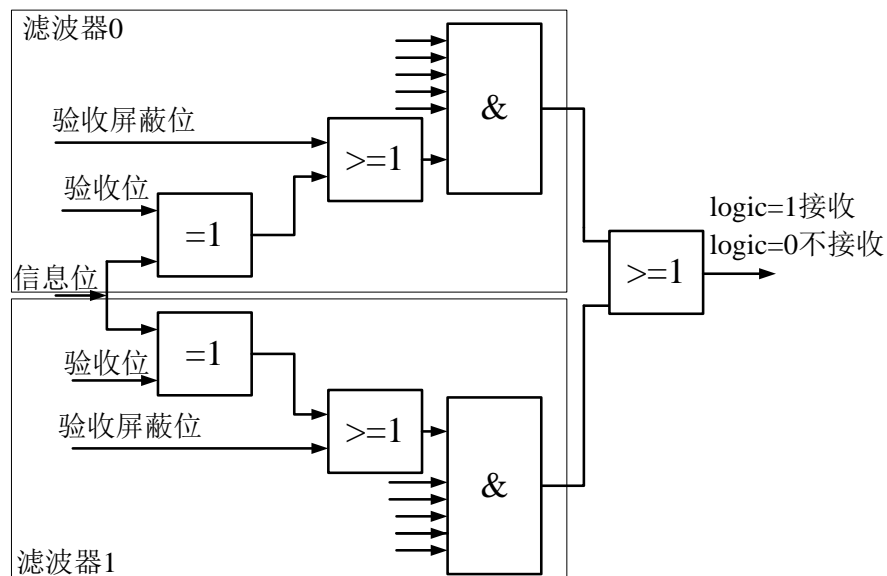 滤波器0
验收屏蔽位
&
>=1
验收位
=1
logic=1接收
logic=0不接收
信息位
>=1
=1
验收位
验收屏蔽位
>=1
&
滤波器1